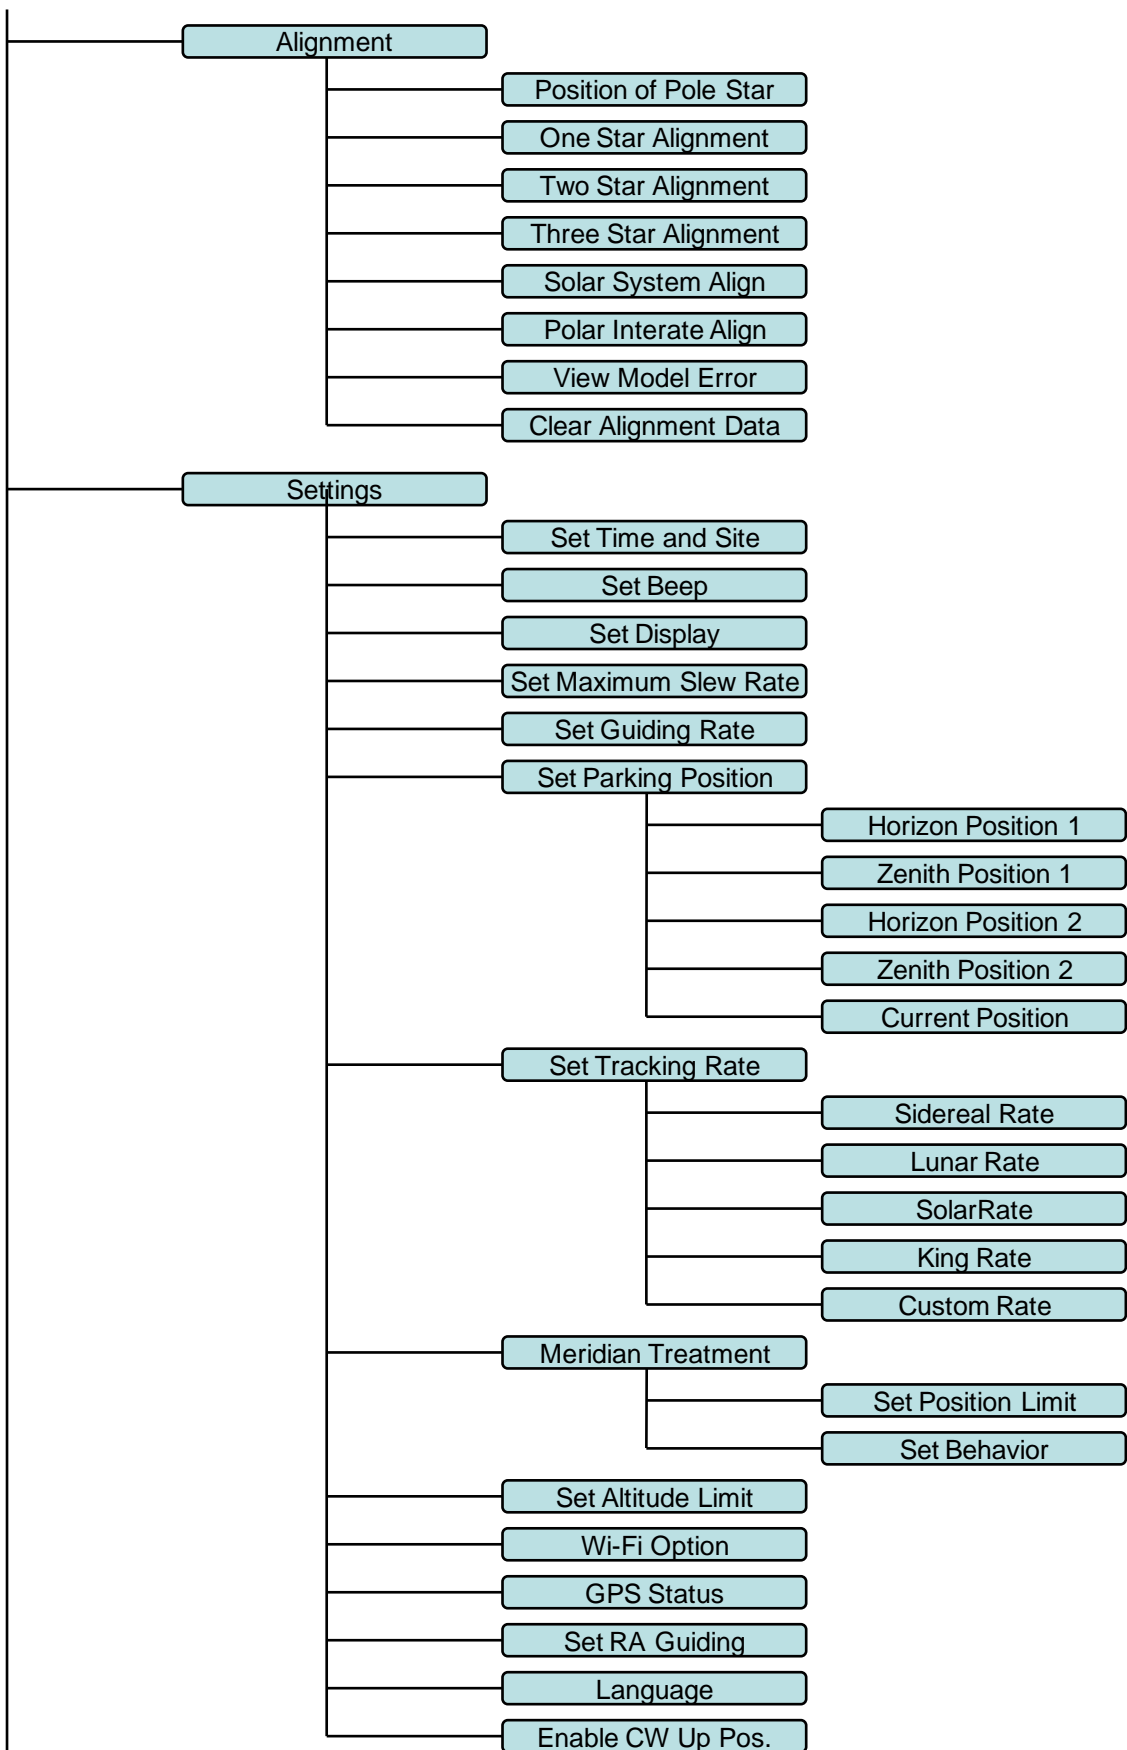 Alignment
Position of Pole Star
One Star Alignment
Two Star Alignment
Three Star Alignment
Solar System Align
Polar Interate Align
View Model Error
Clear Alignment Data
Settings
Set Time and Site
Set Beep
Set Display
Set Maximum Slew Rate
Set Guiding Rate
Set Parking Position
Horizon Position 1
Zenith Position 1
Horizon Position 2
Zenith Position 2
Current Position
Set Tracking Rate
Sidereal Rate
Lunar Rate
SolarRate
King Rate
Custom Rate
Meridian Treatment
Set Position Limit
Set Behavior
Set Altitude Limit
Wi-Fi Option
GPS Status
Set RA Guiding
Language
Enable CW Up Pos.